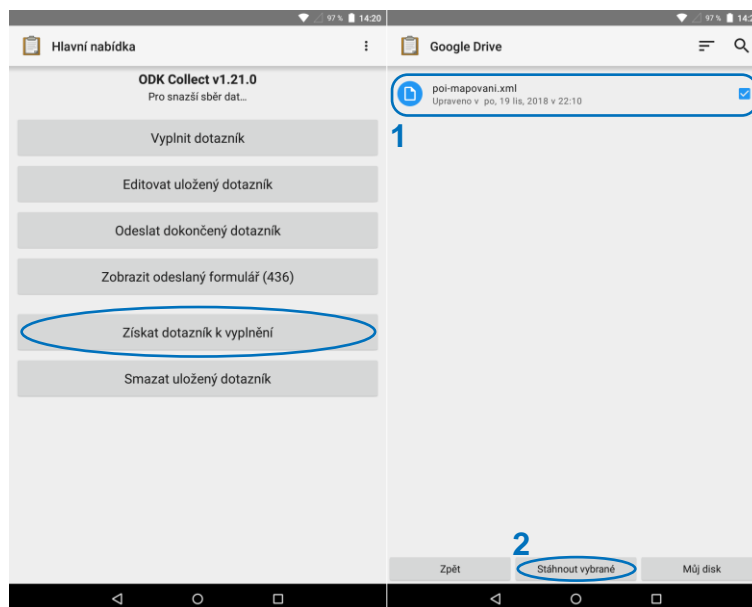 97 % 14:20
Hlavní nabídka
ODK Collect v1.21.0
Pro snazší sběr dat...
Vyplnit dotazník
Editovat uložený dotazník
Odeslat dokončený dotazník
Zobrazit odeslaný formulář (436)
Získat dotazník k vyplnění
Smazat uložený dotazník
97 %
Google Drive
poi-mapovani.xml
Upraveno v po, 19 lis, 2018 v 22:10
1
2
Zpět
Stáhnout vybrané
Můj disk